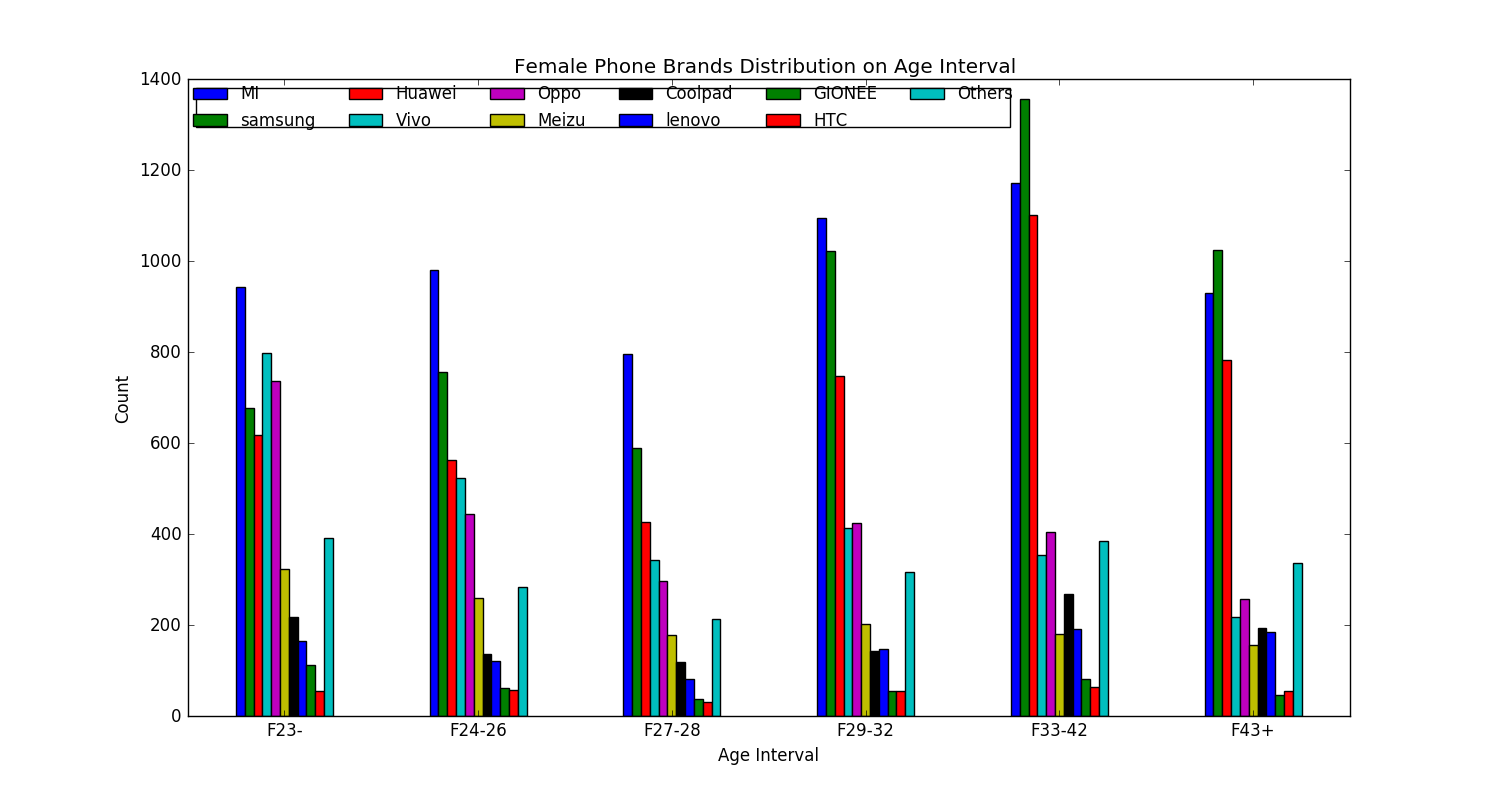 Female Phone Brands Distribution on Age Interval
1400
MI Huawei Oppo Coolpad GIONEE Others
samsung Vivo Meizu lenovo HTC
1200
1000
800
600
400
200
0
Count
F23- F24-26 F27-28 F29-32 F33-42 F43+
Age Interval